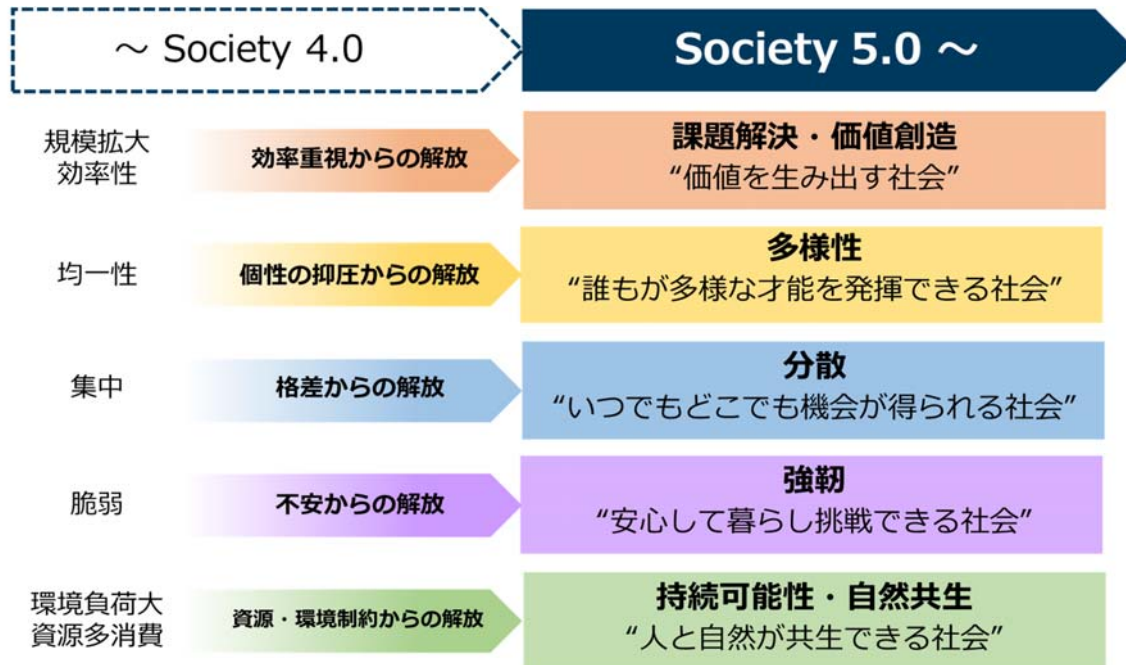 ～ Society 4.0
Society 5.0 ～
規模拡大
効率性
効率重視からの解放
課題解決・価値創造
“価値を生み出す社会”
均一性
個性の抑圧からの解放
多様性
“誰もが多様な才能を発揮できる社会”
集中
格差からの解放
分散
“いつでもどこでも機会が得られる社会”
脆弱
不安からの解放
強靭
“安心して暮らし挑戦できる社会”
環境負荷大
資源多消費
資源・環境制約からの解放
持続可能性・自然共生
“人と自然が共生できる社会”